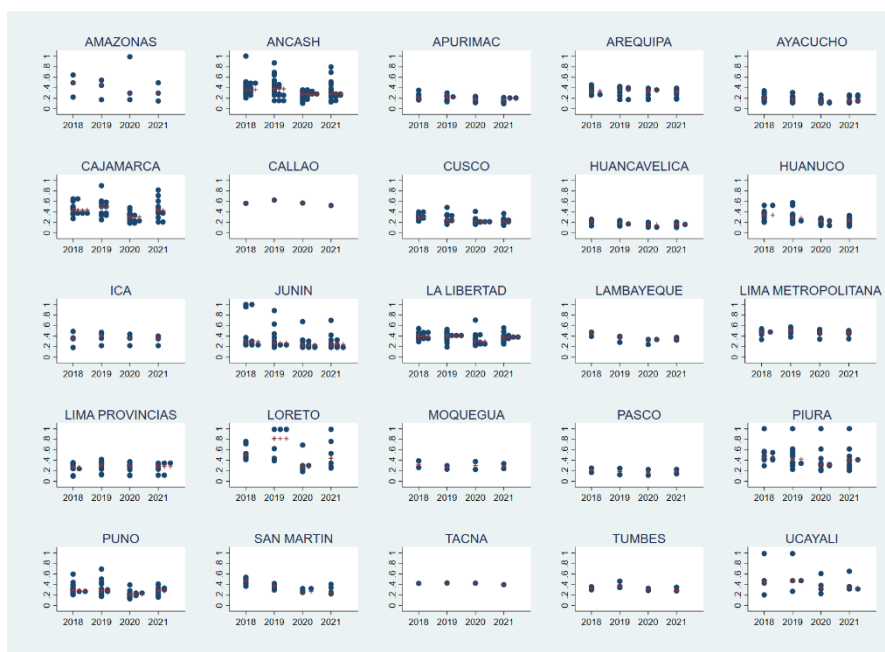 AMAZONAS ANCASH APURIMAC AREQUIPA AYACUCHO
0 .2 .4 .6 .8 1 0 .2 .4 .6 .8 1 0 .2 .4 .6 .8 1 0 .2 .4 .6 .8 1 0 .2 .4 .6 .8 1
2018 2019 2020 2021 2018 2019 2020 2021 2018 2019 2020 2021 2018 2019 2020 2021 2018 2019 2020 2021
CAJAMARCA CALLAO CUSCO HUANCAVELICA HUANUCO
0 .2 .4 .6 .8 1 0 .2 .4 .6 .8 1 0 .2 .4 .6 .8 1 0 .2 .4 .6 .8 1 0 .2 .4 .6 .8 1
2018 2019 2020 2021 2018 2019 2020 2021 2018 2019 2020 2021 2018 2019 2020 2021 2018 2019 2020 2021
ICA JUNIN LA LIBERTAD LAMBAYEQUE LIMA METROPOLITANA
0 .2 .4 .6 .8 1 0 .2 .4 .6 .8 1 0 .2 .4 .6 .8 1 0 .2 .4 .6 .8 1 0 .2 .4 .6 .8 1
2018 2019 2020 2021 2018 2019 2020 2021 2018 2019 2020 2021 2018 2019 2020 2021 2018 2019 2020 2021
LIMA PROVINCIAS LORETO MOQUEGUA PASCO PIURA
0 .2 .4 .6 .8 1 0 .2 .4 .6 .8 1 0 .2 .4 .6 .8 1 0 .2 .4 .6 .8 1 0 .2 .4 .6 .8 1
2018 2019 2020 2021 2018 2019 2020 2021 2018 2019 2020 2021 2018 2019 2020 2021 2018 2019 2020 2021
PUNO SAN MARTIN TACNA TUMBES UCAYALI
0 .2 .4 .6 .8 1 0 .2 .4 .6 .8 1 0 .2 .4 .6 .8 1 0 .2 .4 .6 .8 1 0 .2 .4 .6 .8 1
2018 2019 2020 2021 2018 2019 2020 2021 2018 2019 2020 2021 2018 2019 2020 2021 2018 2019 2020 2021